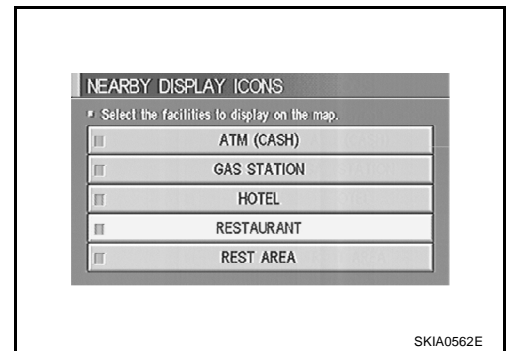 NEARBY DISPLAY ICONS
Select the facilities to display on the map.
ATM (CASH)
GAS STATION
HOTEL
RESTAURANT
REST AREA
SKIA0562E